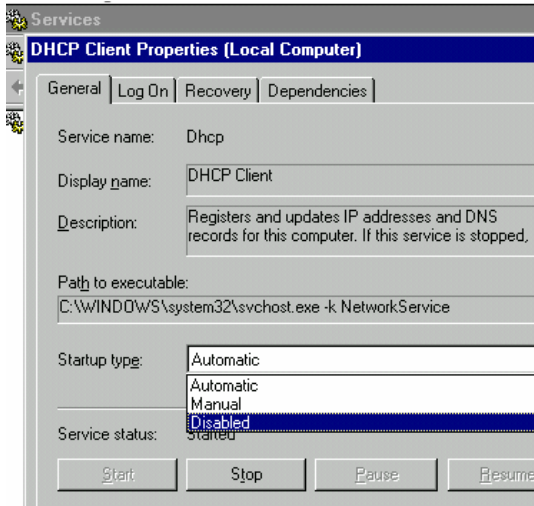 Services
DHCP Client Properties (Local Computer)
General Log On Recovery Dependencies
Service name: Dhcp
Display name: DHCP Client
Description: Registers and updates IP addresses and DNS
records for this computer. If this service is stopped,
Path to executable:
C:\WINDOWS\system32\svchost.exe -k NetworkService
Startup type: Automatic
Automatic
Manual
Disabled
Service status: Started
Start Stop Pause Resume